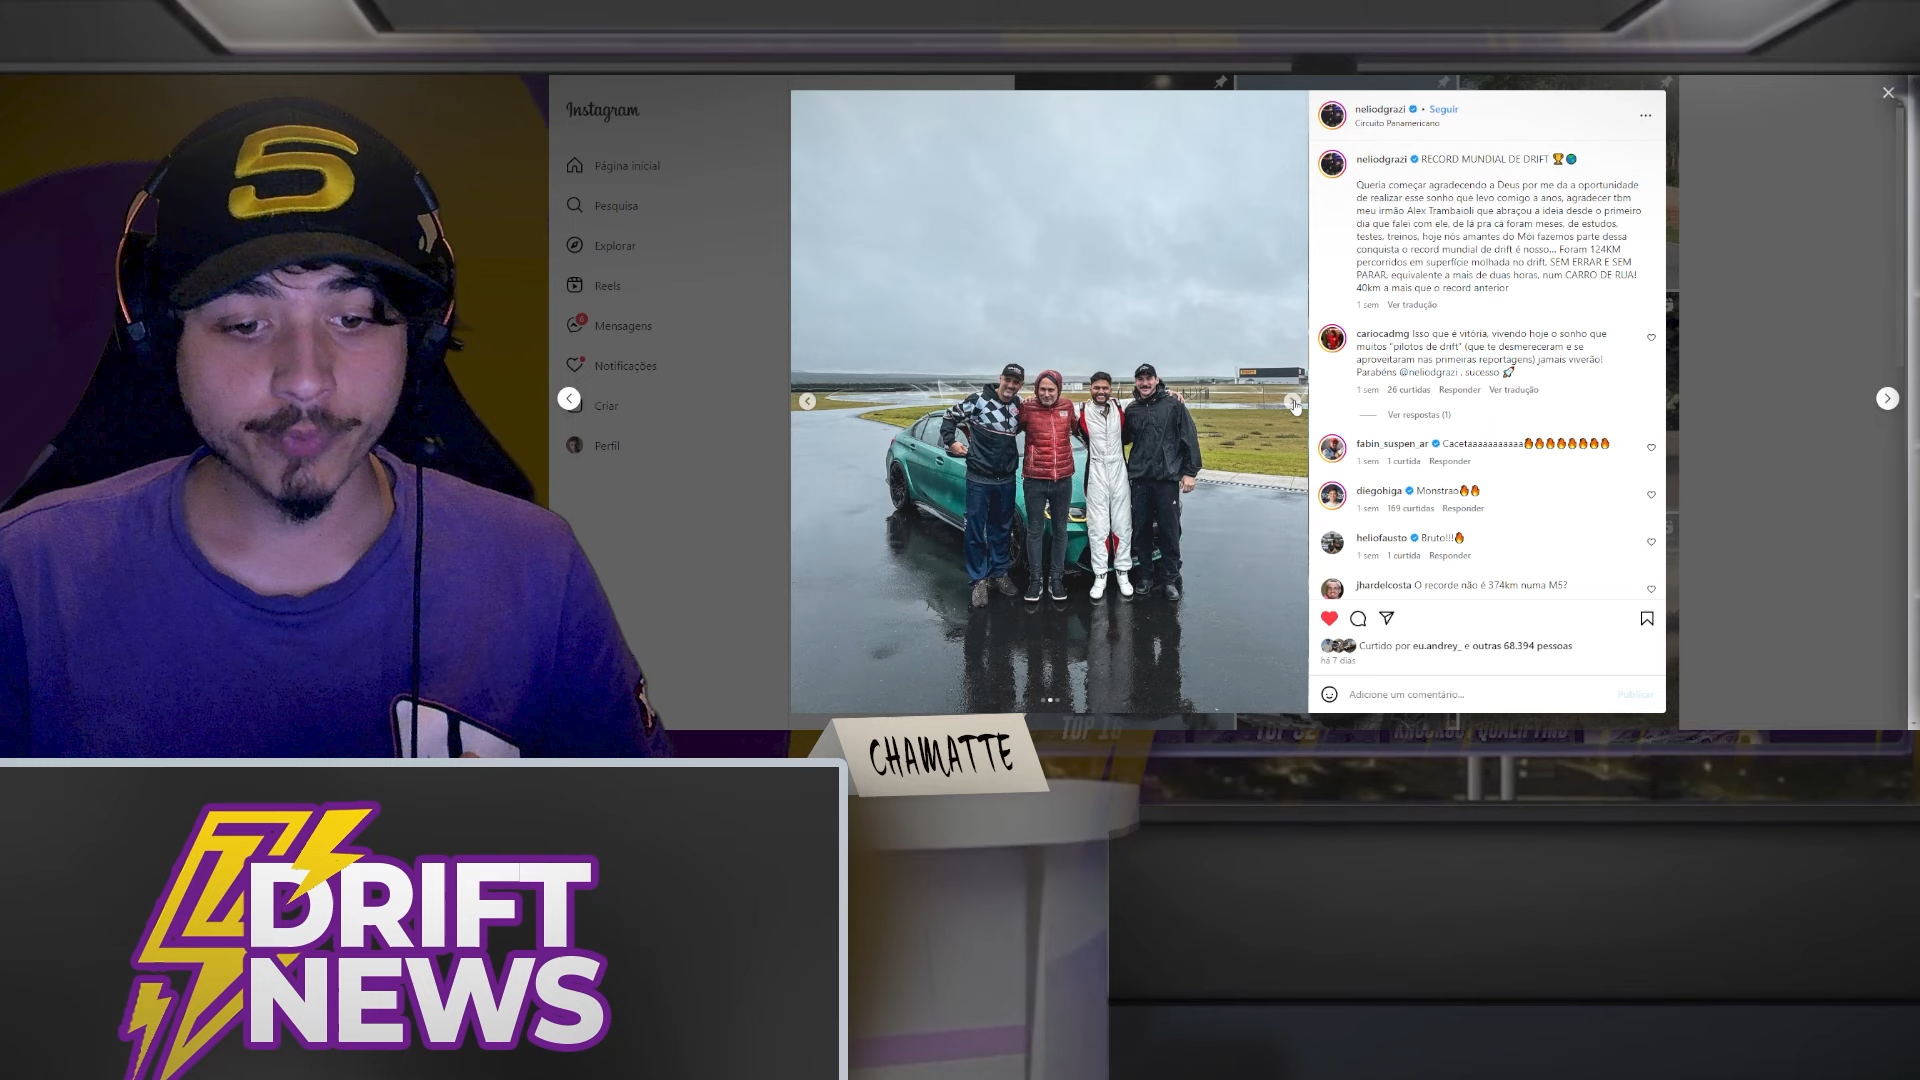 5
Instagram
Página inicial
Pesquisa
Explorar
Reels
6
Mensagens
Notificações
Criar
Perfil
neliodgrazi • Seguir
Circuito Panamericano
neliodgrazi RECORD MUNDIAL DE DRIFT 🏆🌎
Queria começar agradecendo a Deus por me da a oportunidade
de realizar esse sonho que levo comigo a anos, agradecer tbm
meu irmão Alex Trambaioli que abraçou a ideia desde o primeiro
dia que falei com ele, de lá pra cá foram meses, de estudos,
testes, treinos, hoje nós amantes do Mói fazemos parte dessa
conquista o record mundial de drift é nosso... Foram 124KM
percorridos em superfície molhada no drift, SEM ERRAR E SEM
PARAR, equivalente a mais de duas horas, num CARRO DE RUA!
40km a mais que o record anterior
1 sem Ver tradução
cariocadmg Isso que é vitória, vivendo hoje o sonho que
muitos "pilotos de drift" (que te desmereceram e se
aproveitaram nas primeiras reportagens) jamais viverão!
Parabéns @neliodgrazi . sucesso 🚀
1 sem 26 curtidas Responder Ver tradução
Ver respostas (1)
fabin_suspen_ar Cacetaaaaaaaaaaa🔥🔥🔥🔥🔥🔥🔥🔥
1 sem 1 curtida Responder
diegohiga Monstrao🔥🔥
1 sem 169 curtidas Responder
heliofausto Bruto!!!🔥
1 sem 1 curtida Responder
jhardelcosta O recorde não é 374km numa M5?
Curtido por eu.andrey_ e outras 68.394 pessoas
há 7 dias
Adicione um comentário...
Publicar
TOP 16
TOP 32
KNOCKOUT QUALIFYING
CHAMATTE
DRIFT
NEWS